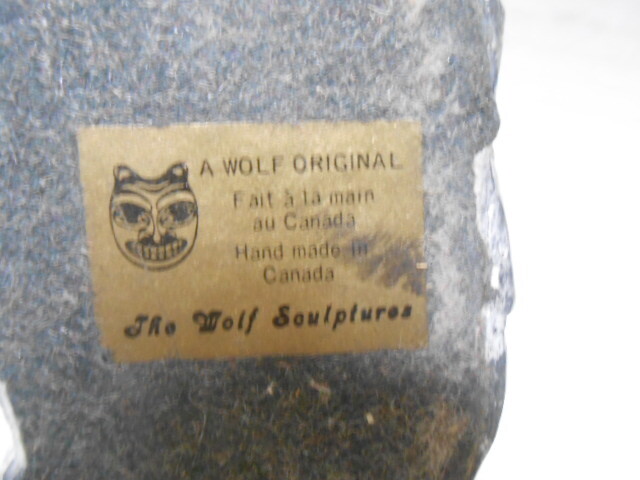 A WOLF ORIGINAL
Fait à la main
au Canada
Hand made in
Canada
The Wolf Sculptures